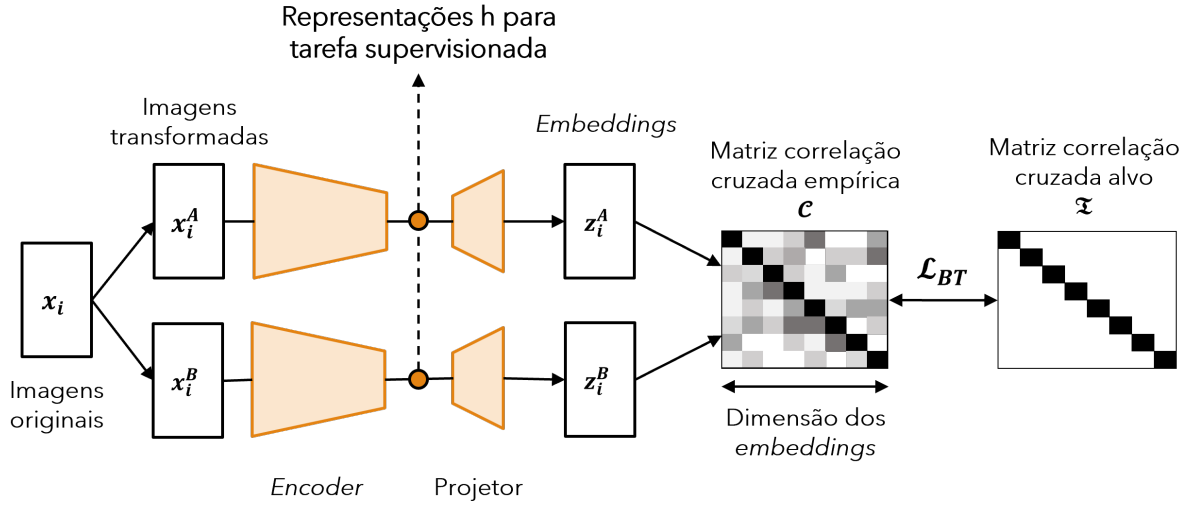 Representações h para
tarefa supervisionada
Imagens
transformadas
Embeddings
Matriz correlação
cruzada empírica
𝓒
Matriz correlação
cruzada alvo
𝕴
x_i^A
z_i^A
x_i
𝓛_BT
x_i^B
z_i^B
Imagens
originais
Dimensão dos
embeddings
Encoder
Projetor